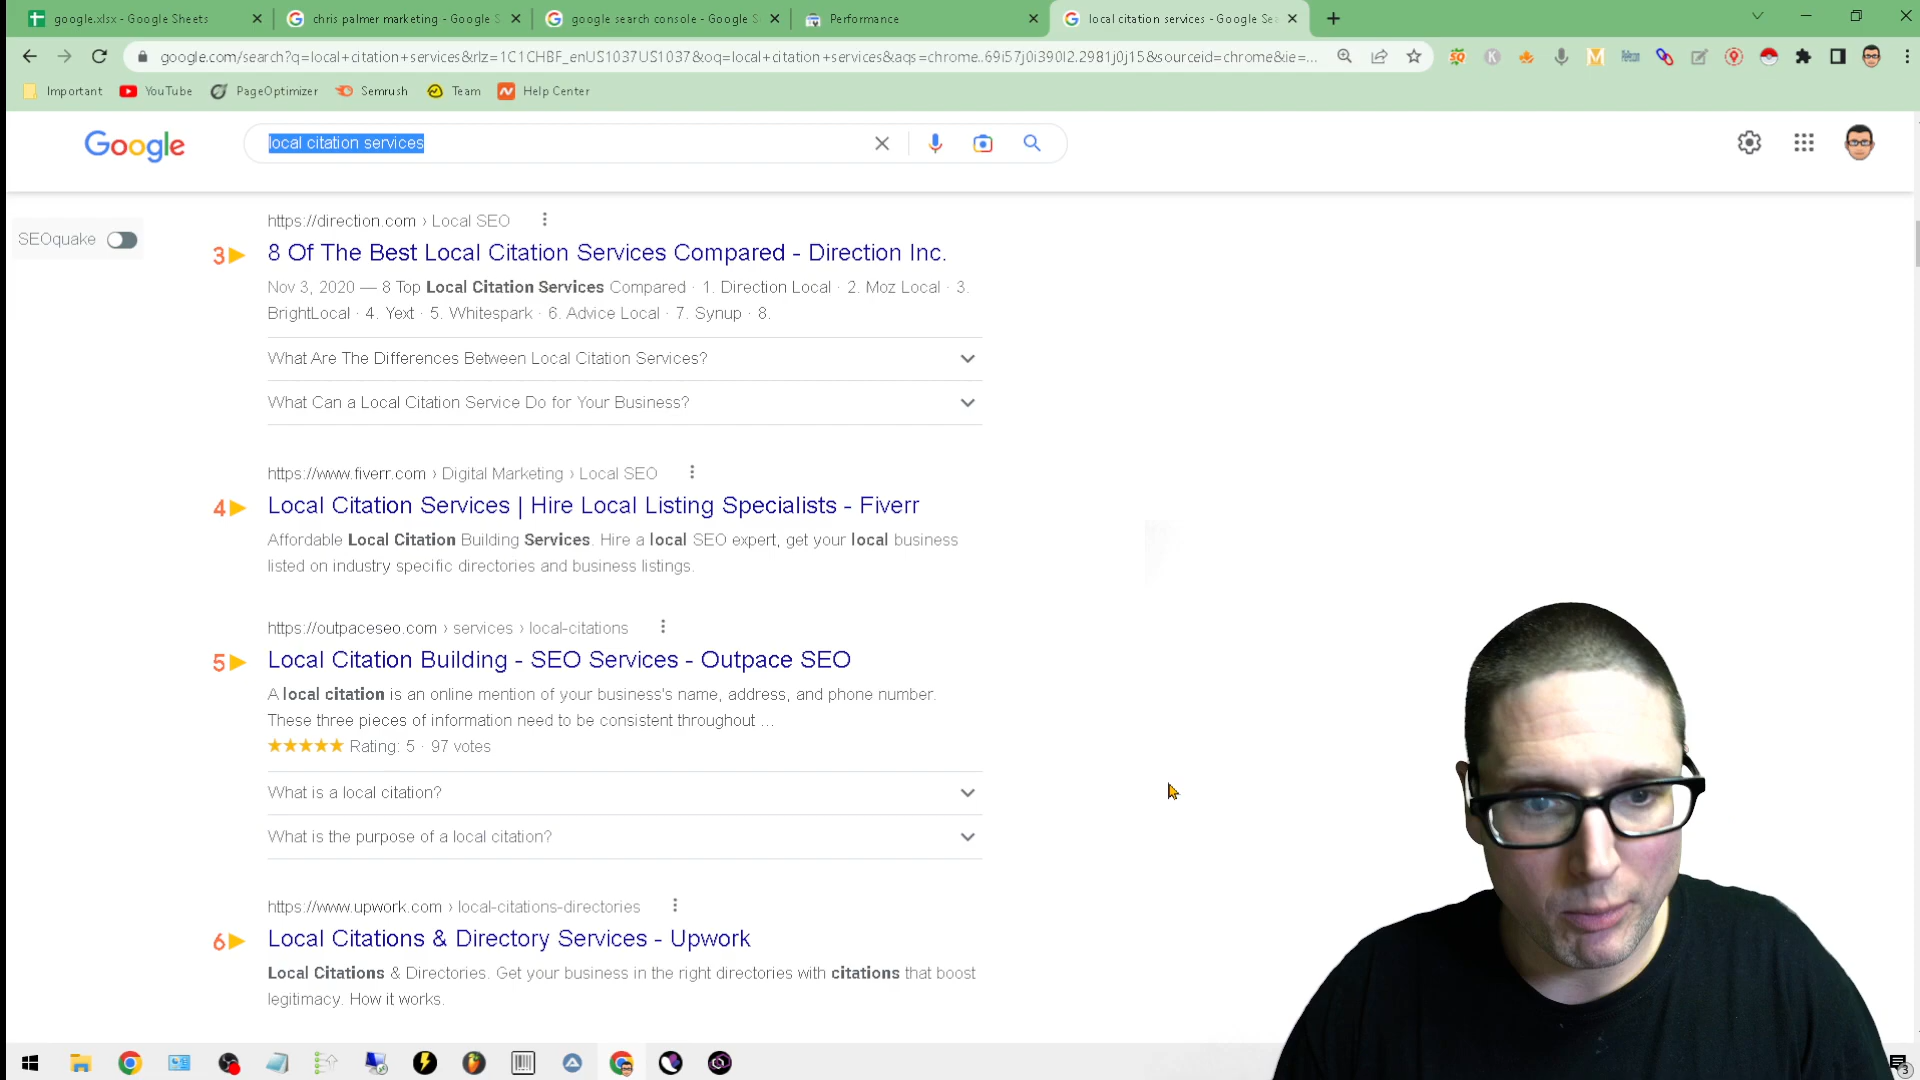 google.xlsx - Google Sheets
chris palmer marketing - Google S
google search console - Google S
Performance
local citation services - Google Sea
google.com/search?q=local+citation+services&rlz=1C1CHBF_enUS1037US1037&oq=local+citation+services&aqs=chrome..69i57j0i390l2.2981j0j15&sourceid=chrome&ie=...
Important
YouTube
PageOptimizer
Semrush
Team
Help Center
Google
local citation services
SEOquake
https://direction.com › Local SEO
3
8 Of The Best Local Citation Services Compared - Direction Inc.
Nov 3, 2020 — 8 Top Local Citation Services Compared · 1. Direction Local · 2. Moz Local · 3.
BrightLocal · 4. Yext · 5. Whitespark · 6. Advice Local · 7. Synup · 8.
What Are The Differences Between Local Citation Services?
What Can a Local Citation Service Do for Your Business?
https://www.fiverr.com › Digital Marketing › Local SEO
4
Local Citation Services | Hire Local Listing Specialists - Fiverr
Affordable Local Citation Building Services. Hire a local SEO expert, get your local business
listed on industry specific directories and business listings.
https://outpaceseo.com › services › local-citations
5
Local Citation Building - SEO Services - Outpace SEO
A local citation is an online mention of your business's name, address, and phone number.
These three pieces of information need to be consistent throughout ...
Rating: 5 · 97 votes
What is a local citation?
What is the purpose of a local citation?
https://www.upwork.com › local-citations-directories
6
Local Citations & Directory Services - Upwork
Local Citations & Directories. Get your business in the right directories with citations that boost
legitimacy. How it works.
3